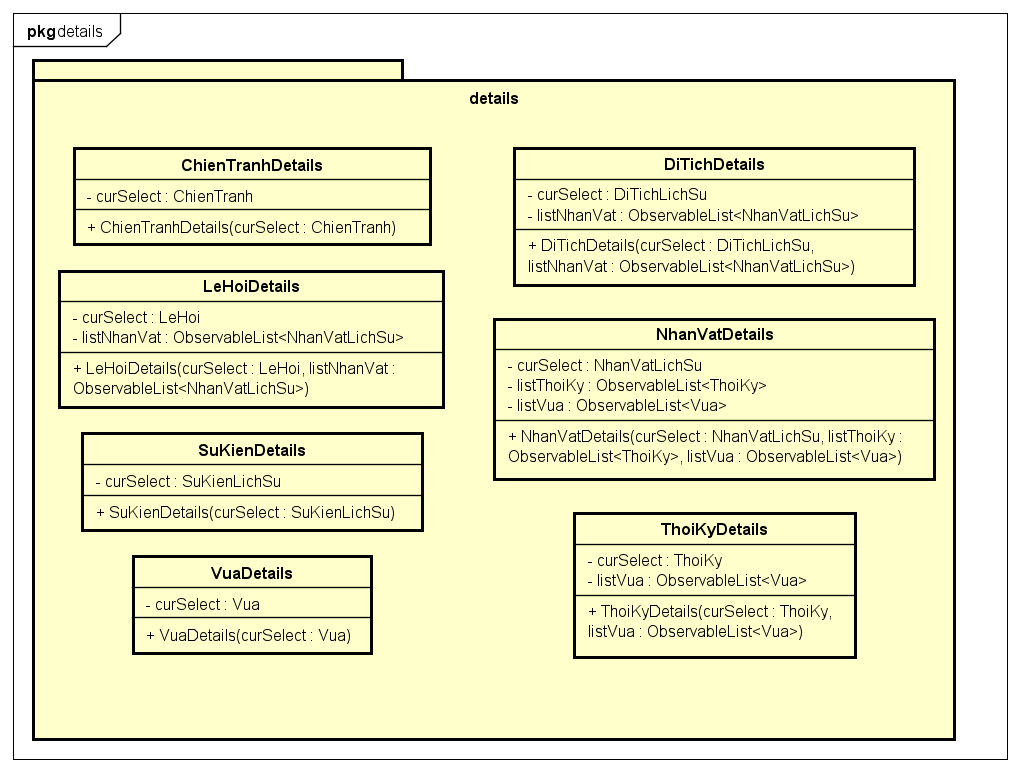 pkg details
details
ChienTranhDetails
- curSelect : ChienTranh
+ ChienTranhDetails(curSelect : ChienTranh)
LeHoiDetails
- curSelect : LeHoi
- listNhanVat : ObservableList<NhanVatLichSu>
+ LeHoiDetails(curSelect : LeHoi, listNhanVat :
ObservableList<NhanVatLichSu>)
SuKienDetails
- curSelect : SuKienLichSu
+ SuKienDetails(curSelect : SuKienLichSu)
VuaDetails
- curSelect : Vua
+ VuaDetails(curSelect : Vua)
DiTichDetails
- curSelect : DiTichLichSu
- listNhanVat : ObservableList<NhanVatLichSu>
+ DiTichDetails(curSelect : DiTichLichSu,
listNhanVat : ObservableList<NhanVatLichSu>)
NhanVatDetails
- curSelect : NhanVatLichSu
- listThoiKy : ObservableList<ThoiKy>
- listVua : ObservableList<Vua>
+ NhanVatDetails(curSelect : NhanVatLichSu, listThoiKy :
ObservableList<ThoiKy>, listVua : ObservableList<Vua>)
ThoiKyDetails
- curSelect : ThoiKy
- listVua : ObservableList<Vua>
+ ThoiKyDetails(curSelect : ThoiKy,
listVua : ObservableList<Vua>)